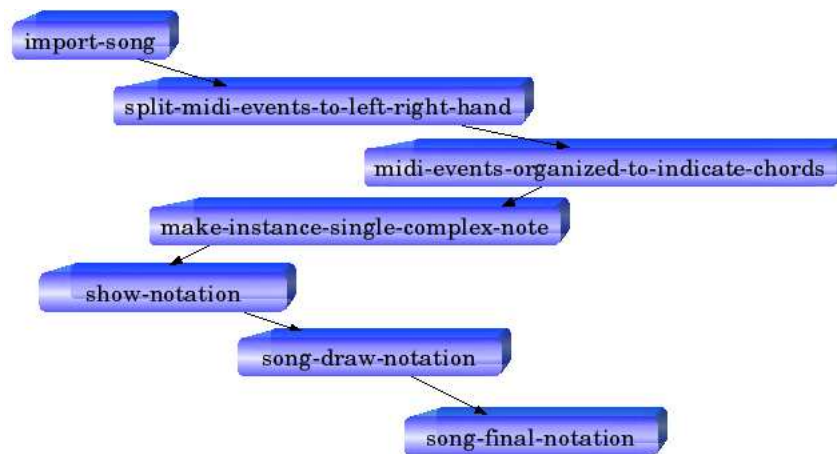 import-song
split-midi-events-to-left-right-hand
midi-events-organized-to-indicate-chords
make-instance-single-complex-note
show-notation
song-draw-notation
song-final-notation